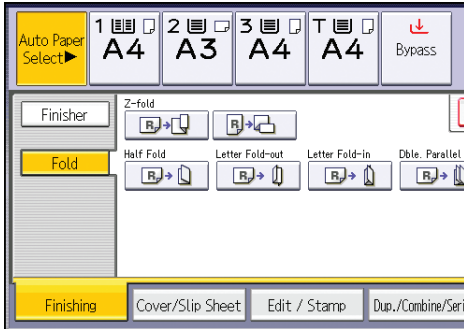 Auto Paper
Select▶
1
A4
2
A3
3
A4
T
A4
Bypass
Finisher
Fold
Z-fold
R
R
Half Fold
Letter Fold-out
Letter Fold-in
Dble. Parallel
R
R
R
R
Finishing
Cover/Slip Sheet
Edit / Stamp
Dup./Combine/Seri